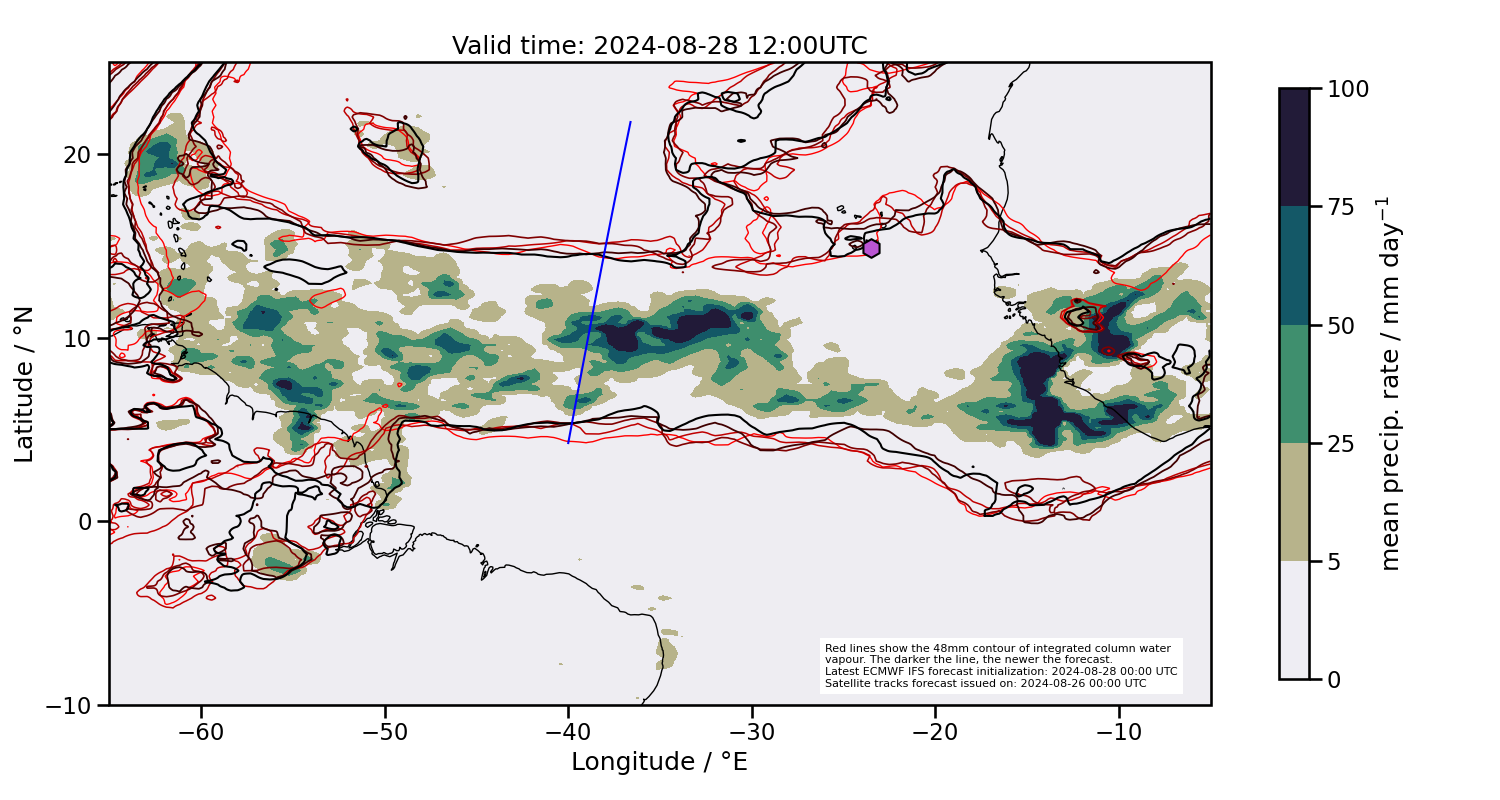 Valid time: 2024-08-28 12:00UTC
Latitude / °N
20
10
0
−10
−60
−50
−40
−30
−20
−10
Longitude / °E
Red lines show the 48mm contour of integrated column water
vapour. The darker the line, the newer the forecast.
Latest ECMWF IFS forecast initialization: 2024-08-28 00:00 UTC
Satellite tracks forecast issued on: 2024-08-26 00:00 UTC
100
75
50
25
5
0
mean precip. rate / mm day⁻¹